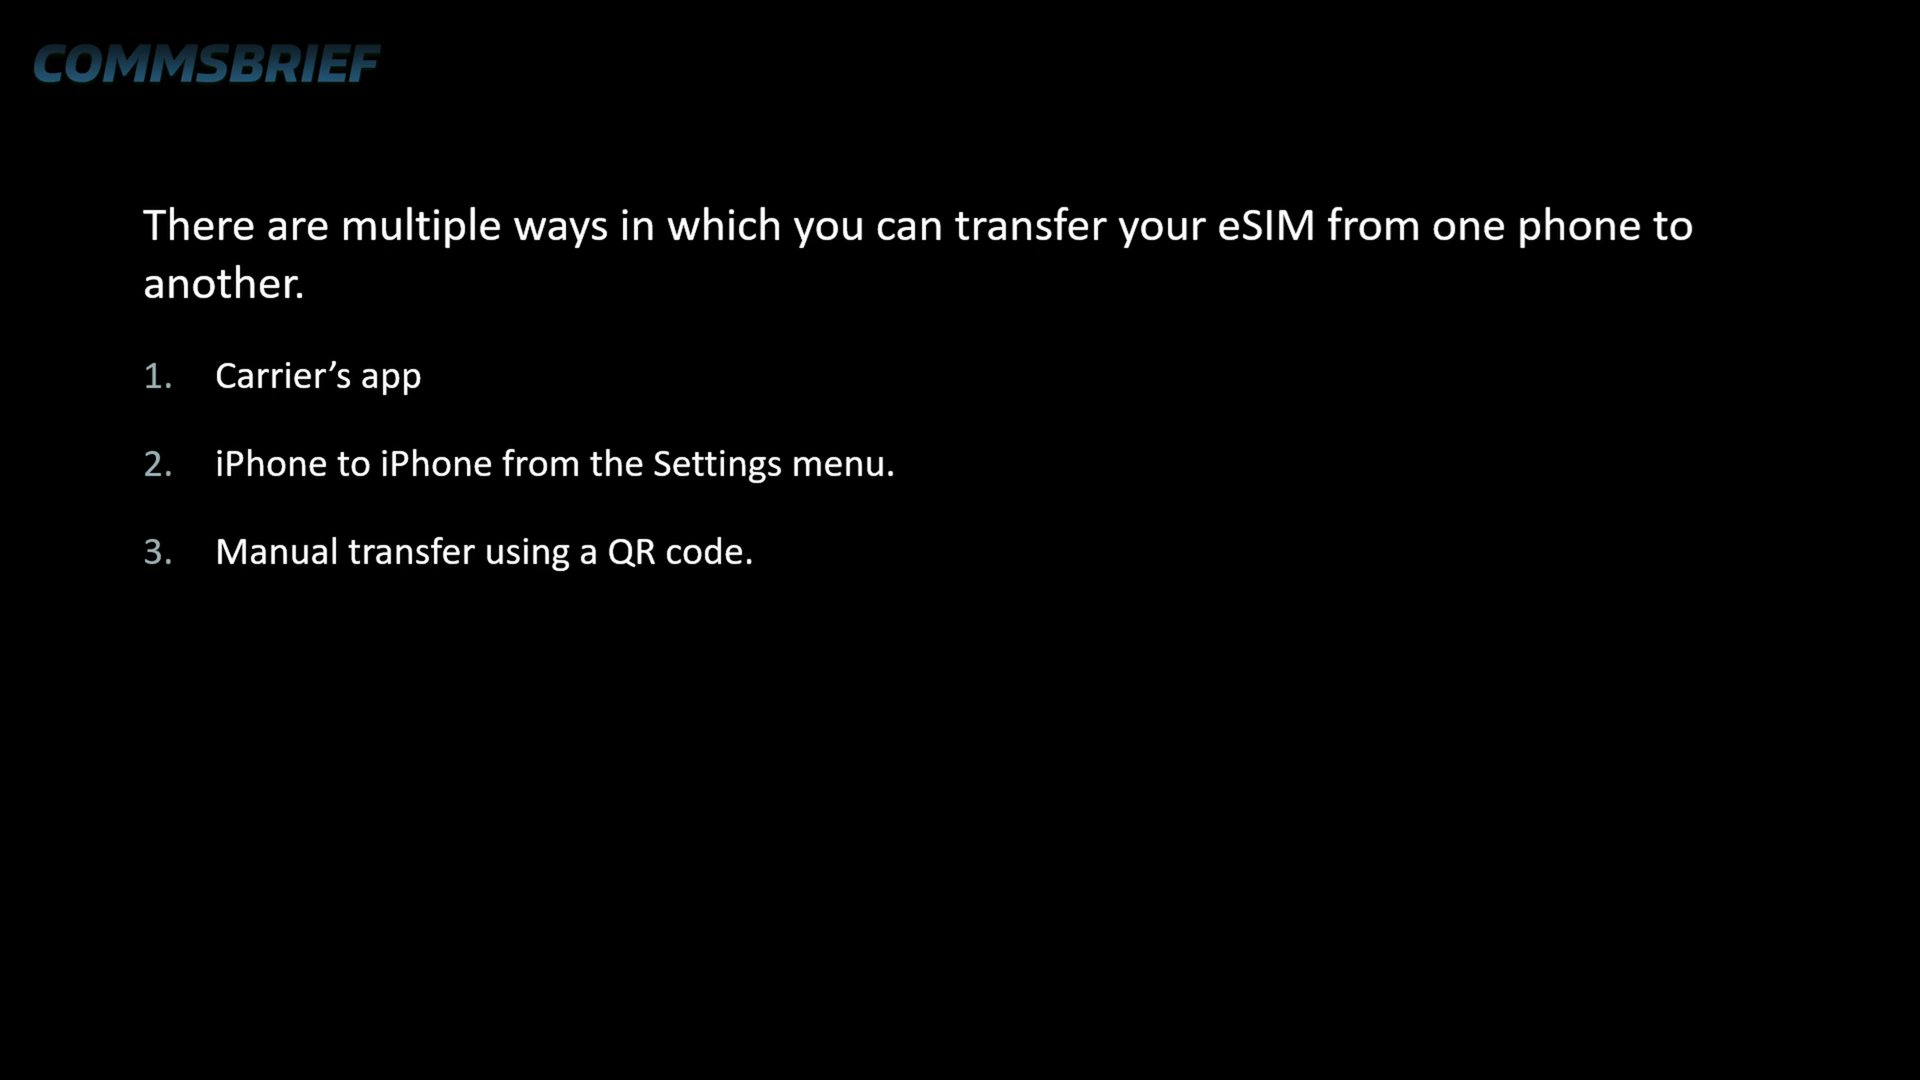 COMMSBRIEF
There are multiple ways in which you can transfer your eSIM from one phone to
another.
1. Carrier’s app
2. iPhone to iPhone from the Settings menu.
3. Manual transfer using a QR code.